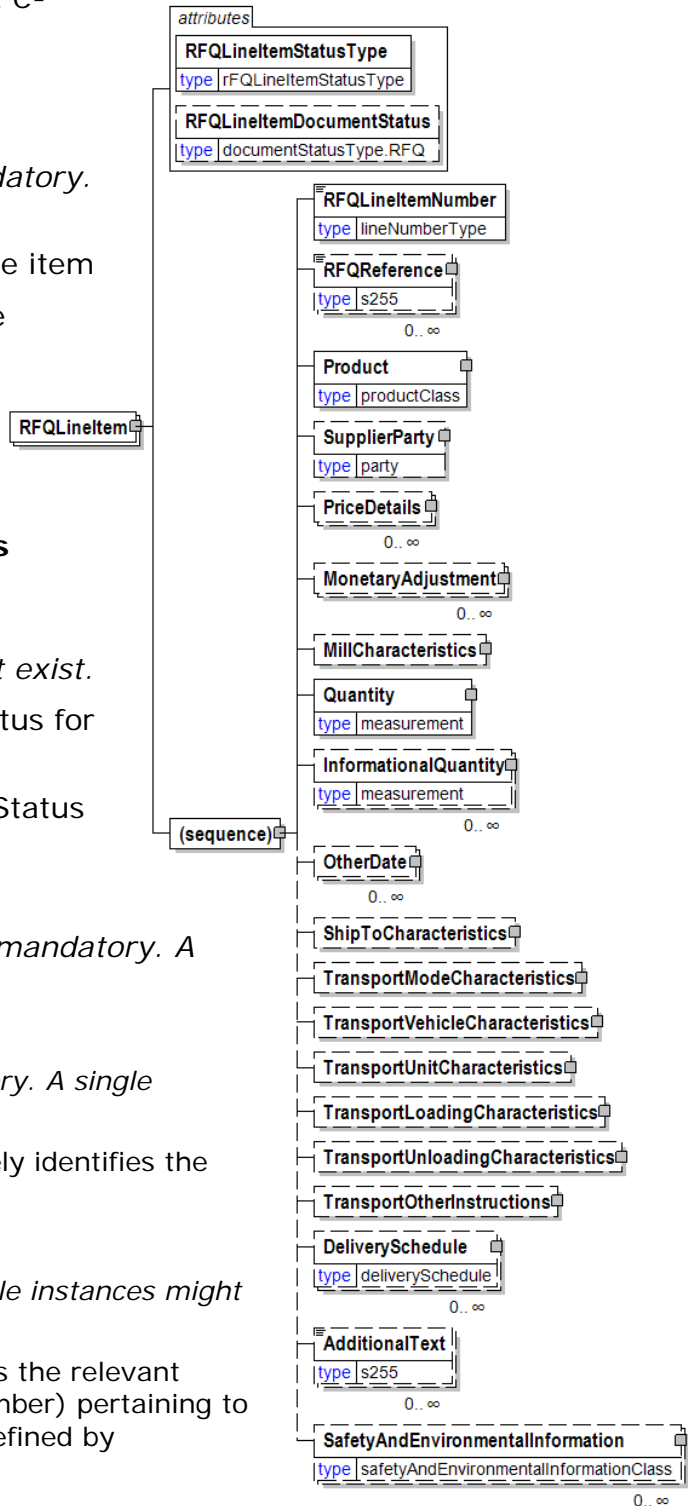 e-
datory.
e item
e
s
t exist.
tus for
Status
mandatory. A
ry. A single
ely identifies the
le instances might
s the relevant
mber) pertaining to
efined by
attributes
RFQLineItemStatusType
type rFQLineItemStatusType
RFQLineItemDocumentStatus
type documentStatusType.RFQ
RFQLineItem
(sequence)
RFQLineItemNumber
type lineNumberType
RFQReference
type s255
0.. ∞
Product
type productClass
SupplierParty
type party
PriceDetails
0.. ∞
MonetaryAdjustment
0.. ∞
MillCharacteristics
Quantity
type measurement
InformationalQuantity
type measurement
0.. ∞
OtherDate
0.. ∞
ShipToCharacteristics
TransportModeCharacteristics
TransportVehicleCharacteristics
TransportUnitCharacteristics
TransportLoadingCharacteristics
TransportUnloadingCharacteristics
TransportOtherInstructions
DeliverySchedule
type deliverySchedule
0.. ∞
AdditionalText
type s255
0.. ∞
SafetyAndEnvironmentalInformation
type safetyAndEnvironmentalInformationClass
0.. ∞